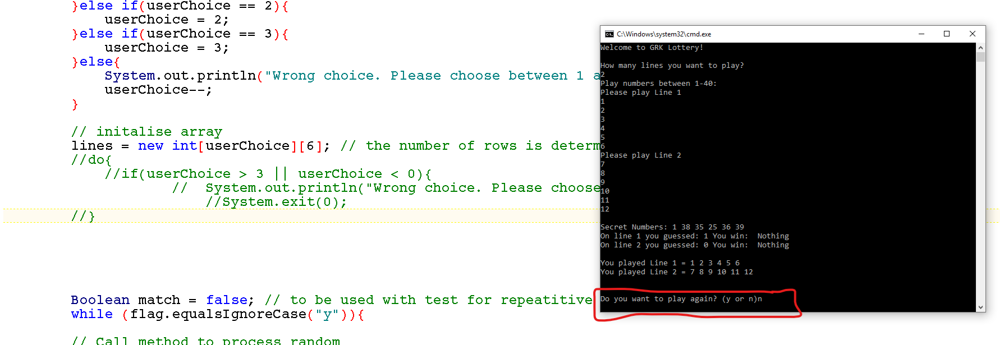 }else if(userChoice == 2){
userChoice = 2;
}else if(userChoice == 3){
userChoice = 3;
}else{
System.out.println("Wrong choice. Please choose between 1 a
userChoice--;
}
// initalise array
lines = new int[userChoice][6]; // the number of rows is determ
//do{
//if(userChoice > 3 || userChoice < 0){
// System.out.println("Wrong choice. Please choose
//System.exit(0);
//}
Boolean match = false; // to be used with test for repeatitive
while (flag.equalsIgnoreCase("y")){
// Call method to process random
C:\Windows\system32\cmd.exe
Welcome to GRK Lottery!
How many lines you want to play?
2
Play numbers between 1-40:
Please play Line 1
1
2
3
4
5
6
Please play Line 2
7
8
9
10
11
12
Secret Numbers: 1 38 35 25 36 39
On line 1 you guessed: 1 You win:  Nothing
On line 2 you guessed: 0 You win:  Nothing
You played Line 1 = 1 2 3 4 5 6
You played Line 2 = 7 8 9 10 11 12
Do you want to play again? (y or n)n